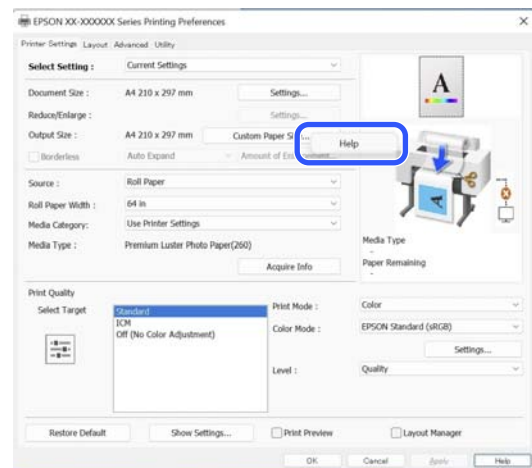 EPSON XX-XXXXXX Series Printing Preferences
Printer Settings Layout Advanced Utility
Select Setting : Current Settings
Document Size : A4 210 x 297 mm Settings...
Reduce/Enlarge : Settings...
Output Size : A4 210 x 297 mm Custom Paper
Help
Borderless Auto Expand Amount of
Source : Roll Paper
Roll Paper Width : 64 in
Media Category: Use Printer Settings
Media Type : Premium Luster Photo Paper(260)
Acquire Info
A
Media Type
-
Paper Remaining
-
Print Quality
Select Target
Standard
ICM
Off (No Color Adjustment)
Print Mode : Color
Color Mode : EPSON Standard (sRGB)
Settings...
Level : Quality
Restore Default Show Settings... Print Preview Layout Manager
OK Cancel Apply Help